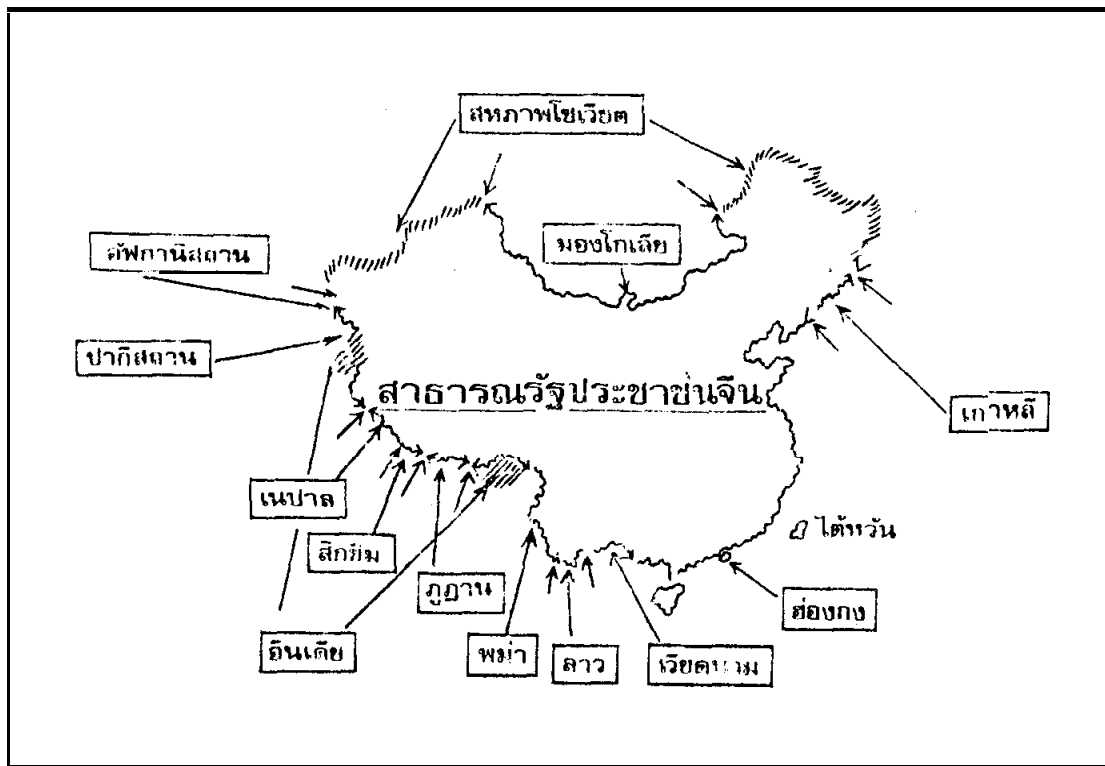 สหภาพโซเวียต
อัฟกานิสถาน
มองโกเลีย
ปากีสถาน
สาธารณรัฐประชาชนจีน
เกาหลี
เนปาล
สิกขิม
ไต้หวัน
ภูฏาน
ฮ่องกง
อินเดีย
พม่า
ลาว
เวียดนาม